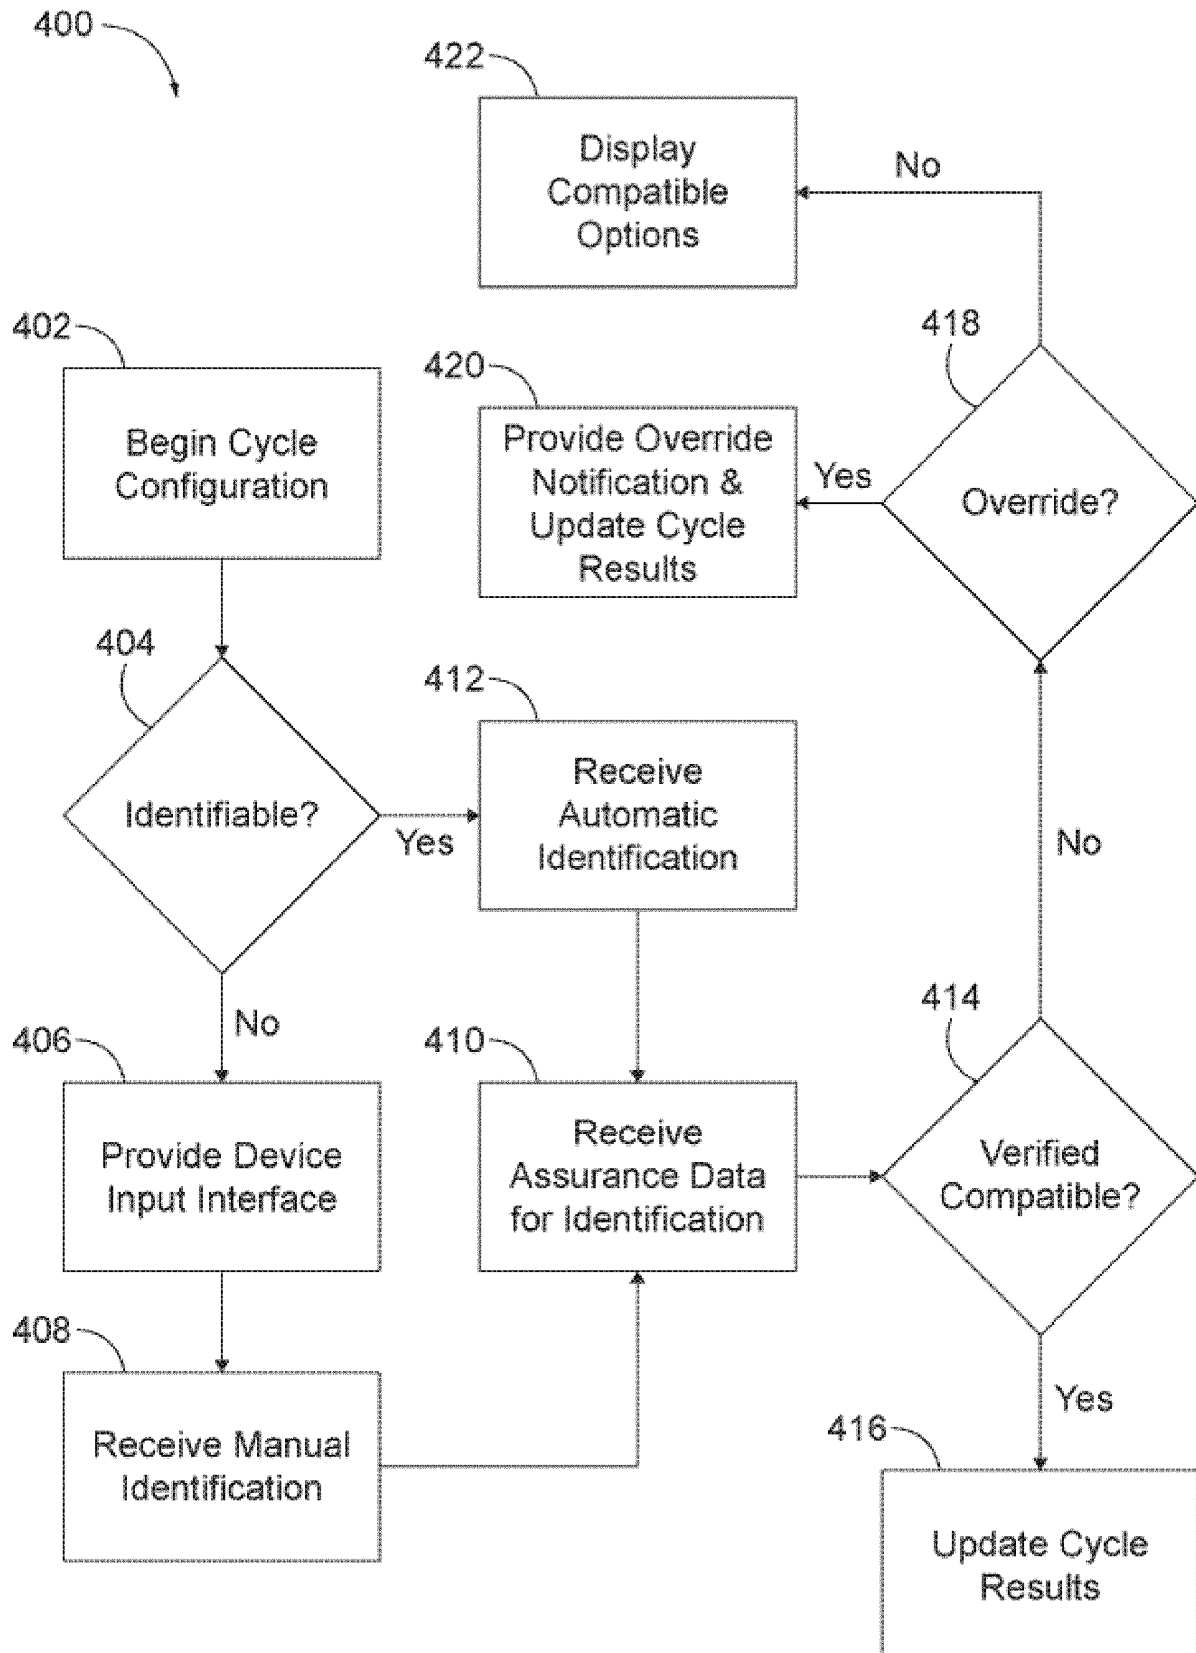 400
422
Display
Compatible
Options
No
402
Begin Cycle
Configuration
420
Provide Override
Notification &
Update Cycle
Results
Yes
418
Override?
404
Identifiable?
Yes
412
Receive
Automatic
Identification
No
No
406
Provide Device
Input Interface
410
Receive
Assurance Data
for Identification
414
Verified
Compatible?
408
Receive Manual
Identification
Yes
416
Update Cycle
Results